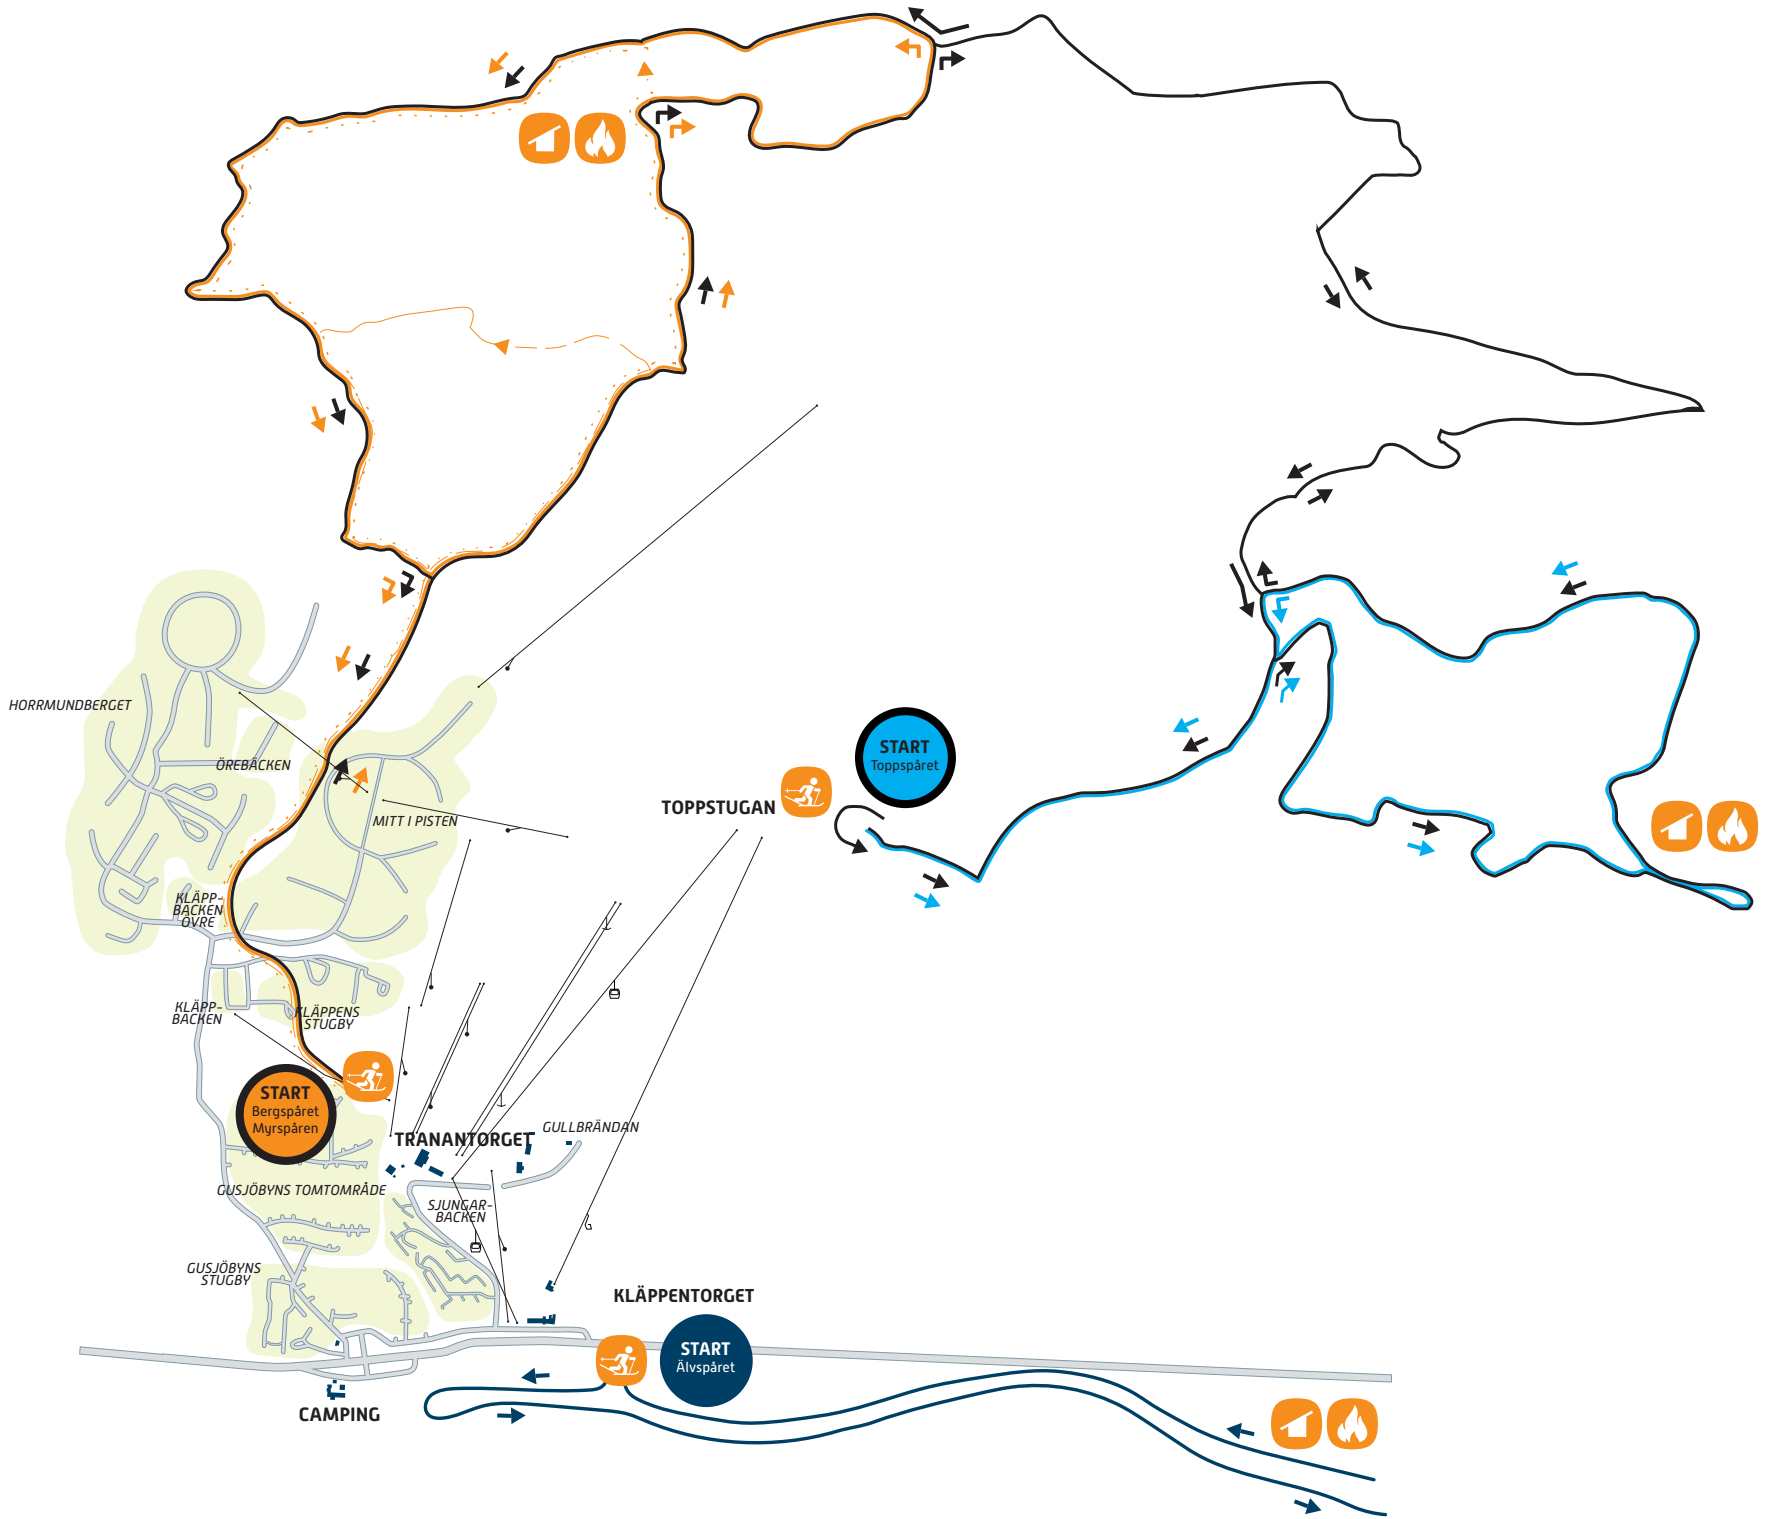 HORRMUNDBERGET
ÖREBÄCKEN
START
Toppspåret
TOPPSTUGAN
MITT I PISTEN
KLÄPP-
BACKEN
ÖVRE
KLÄPP-
BACKEN
KLÄPPENS
STUGBY
START
Bergspåret
Myrspåren
TRANANTORGET
GULLBRÄNDAN
GUSJÖBYNS TOMTOMRÅDE
SJUNGAR-
BACKEN
GUSJÖBYNS
STUGBY
KLÄPPENTORGET
START
Älvspåret
CAMPING